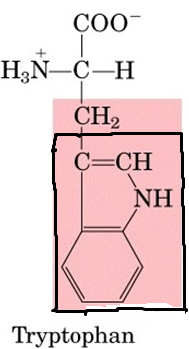 COO⁻
H₃N⁺—C—H
CH₂
C=CH
NH
Tryptophan